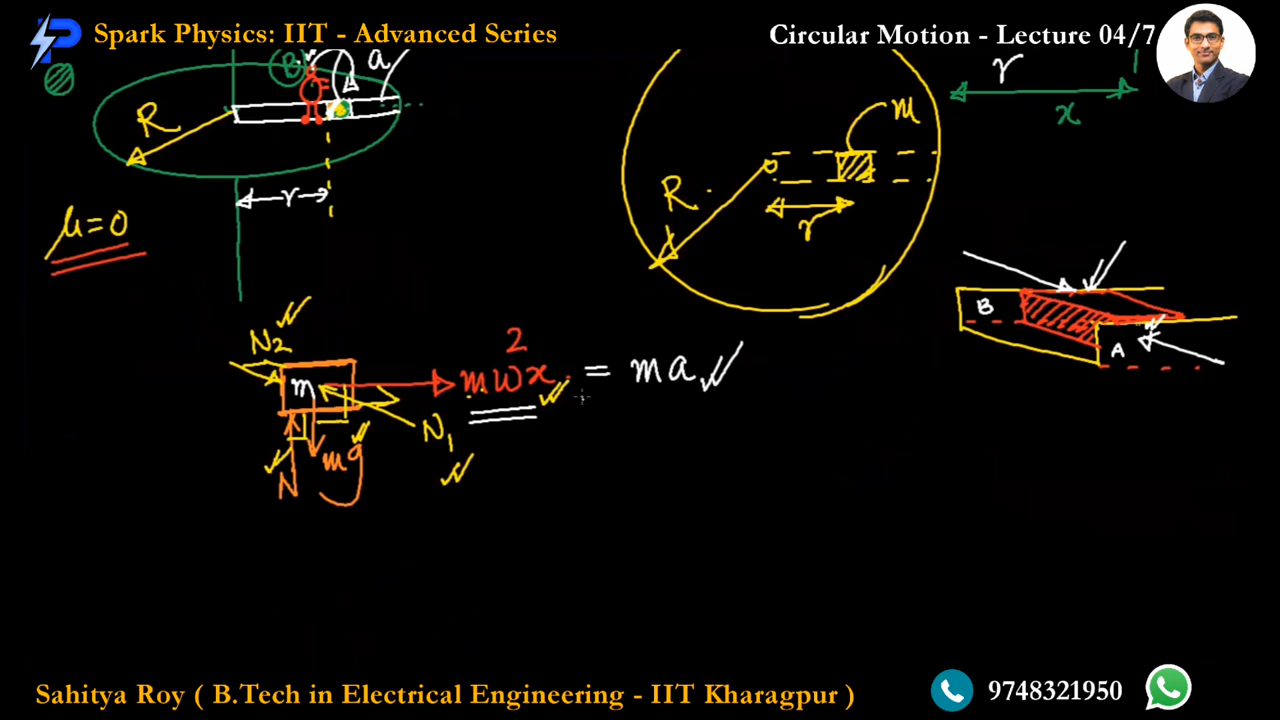 Spark Physics: IIT - Advanced Series
Circular Motion - Lecture 04/7
B
r
a
R
r
μ=0
m
R
r
r
x
B
A
N2
m
mω²x = ma
N1
mg
N
Sahitya Roy ( B.Tech in Electrical Engineering - IIT Kharagpur )
9748321950